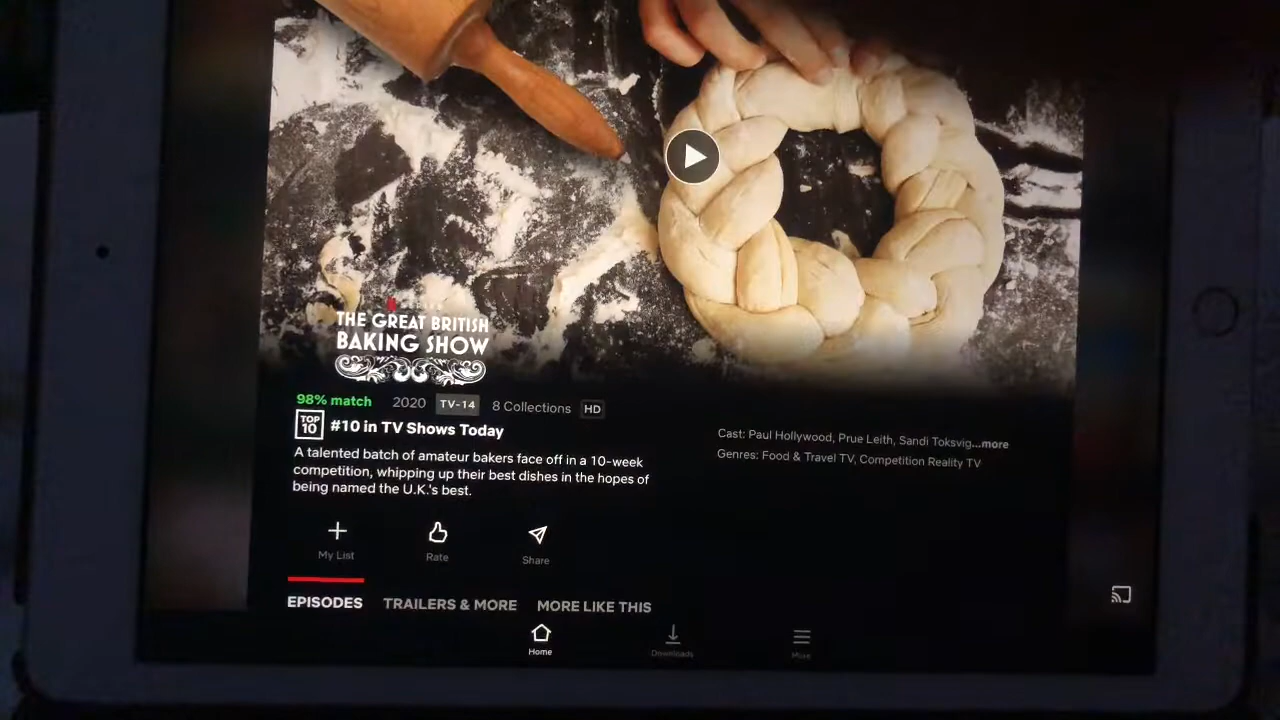 THE GREAT BRITISH
BAKING SHOW
98% match 2020 TV-14 8 Collections HD
TOP 10 #10 in TV Shows Today
A talented batch of amateur bakers face off in a 10-week
competition, whipping up their best dishes in the hopes of
being named the U.K.'s best.
Cast: Paul Hollywood, Prue Leith, Sandi Toksvig...more
Genres: Food & Travel TV, Competition Reality TV
My List Rate Share
EPISODES TRAILERS & MORE MORE LIKE THIS
Home Downloads More